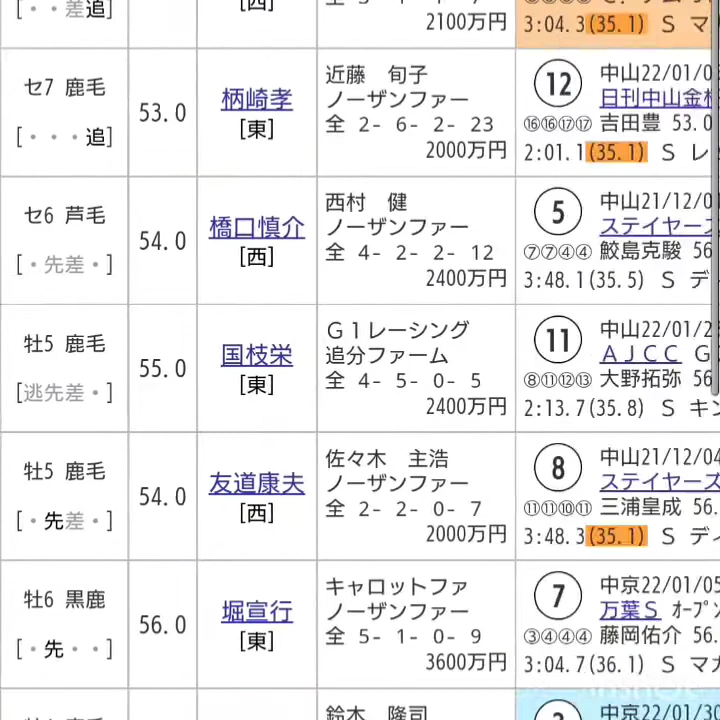 [・・差追]
[西]
2100万円
3:04.3(35.1) S マ
セ7 鹿毛
[・・・追]
53.0
柄崎孝
[東]
近藤 旬子
ノーザンファー
全 2- 6- 2- 23
2000万円
12
中山22/01/0
日刊中山金杯
⑯⑯⑰⑰ 吉田豊 53.0
2:01.1(35.1) S レ
セ6 芦毛
[・先差・]
54.0
橋口慎介
[西]
西村 健
ノーザンファー
全 4- 2- 2- 12
2400万円
5
中山21/12/0
ステイヤーズ
⑦⑦④④ 鮫島克駿 56
3:48.1(35.5) S デ
牡5 鹿毛
[逃先差・]
55.0
国枝栄
[東]
G1レーシング
追分ファーム
全 4- 5- 0- 5
2400万円
11
中山22/01/2
AJCC G
⑧⑪⑫⑬ 大野拓弥 56
2:13.7(35.8) S キン
牡5 鹿毛
[・先差・]
54.0
友道康夫
[西]
佐々木 主浩
ノーザンファー
全 2- 2- 0- 7
2000万円
8
中山21/12/04
ステイヤーズ
⑪⑪⑩⑪ 三浦皇成 56.
3:48.3(35.1) S ディ
牡6 黒鹿
[・先・・]
56.0
堀宣行
[東]
キャロットファ
ノーザンファー
全 5- 1- 0- 9
3600万円
7
中京22/01/05
万葉S オープン
③④④④ 藤岡佑介 56.
3:04.7(36.1) S マカ
鈴木 隆司
中京22/01/30